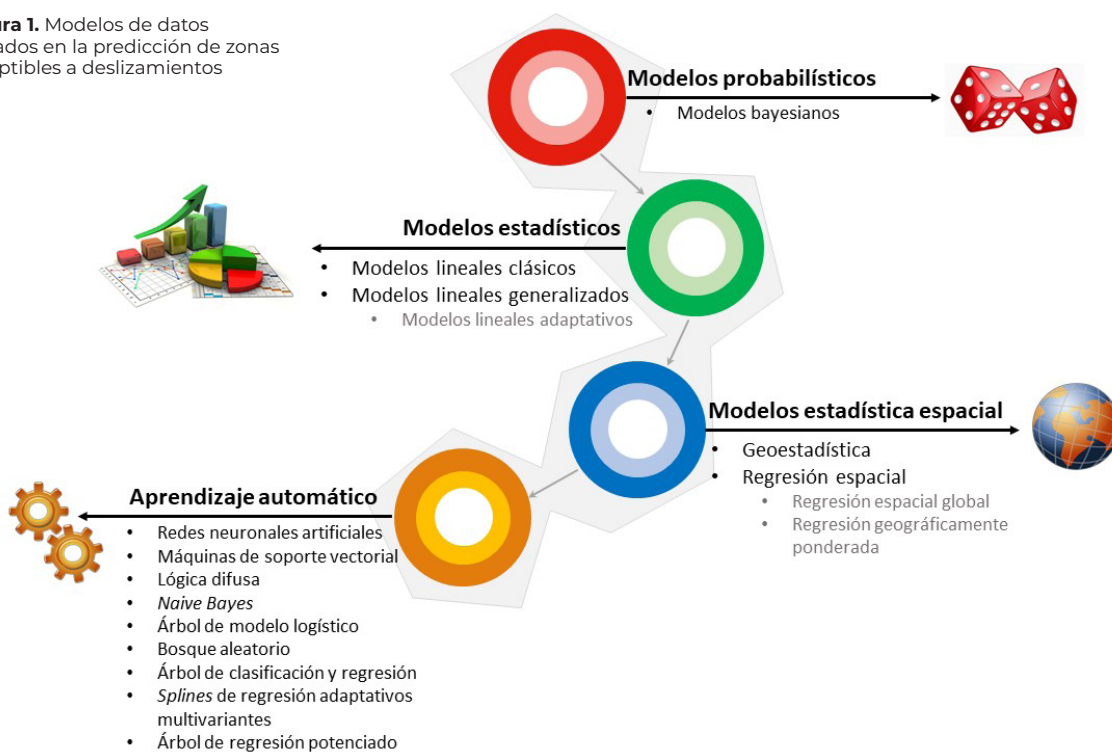 ura 1. Modelos de datos
ados en la predicción de zonas
ptibles a deslizamientos
Modelos probabilísticos
• Modelos bayesianos
Modelos estadísticos
• Modelos lineales clásicos
• Modelos lineales generalizados
• Modelos lineales adaptativos
Modelos estadística espacial
• Geoestadística
• Regresión espacial
• Regresión espacial global
• Regresión geográficamente
ponderada
Aprendizaje automático
• Redes neuronales artificiales
• Máquinas de soporte vectorial
• Lógica difusa
• Naive Bayes
• Árbol de modelo logístico
• Bosque aleatorio
• Árbol de clasificación y regresión
• Splines de regresión adaptativos
multivariantes
• Árbol de regresión potenciado